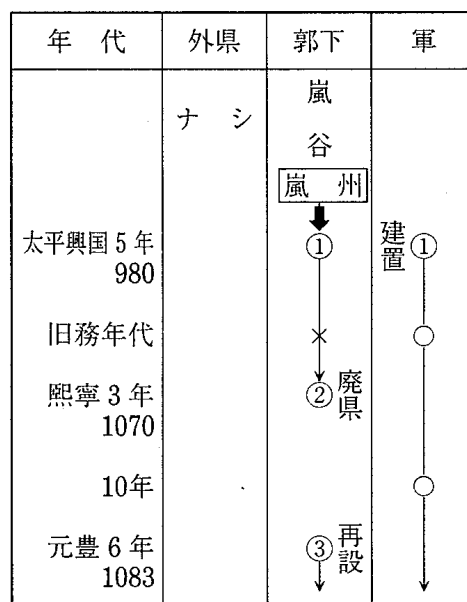 年 代 外県 郭下 軍
ナシ
嵐谷
嵐 州
太平興国5年 ① 建置 ①
980
旧務年代
熙寧3年 ② 廃県
1070
10年
元豊6年 ③ 再設
1083